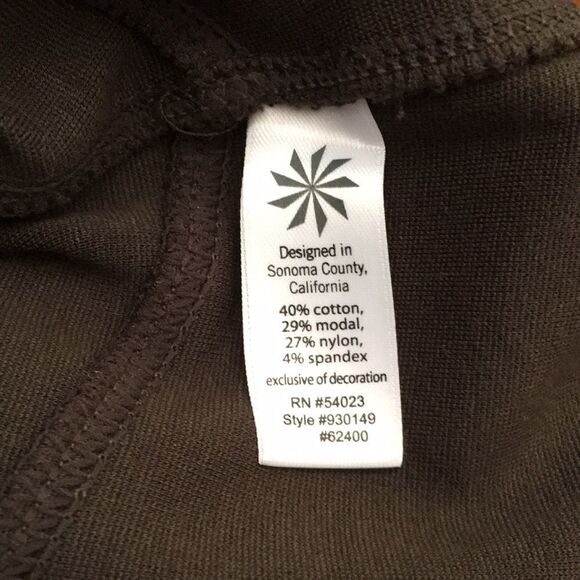 Designed in
Sonoma County,
California
40% cotton,
29% modal,
27% nylon,
4% spandex
exclusive of decoration
RN #54023
Style #930149
#62400